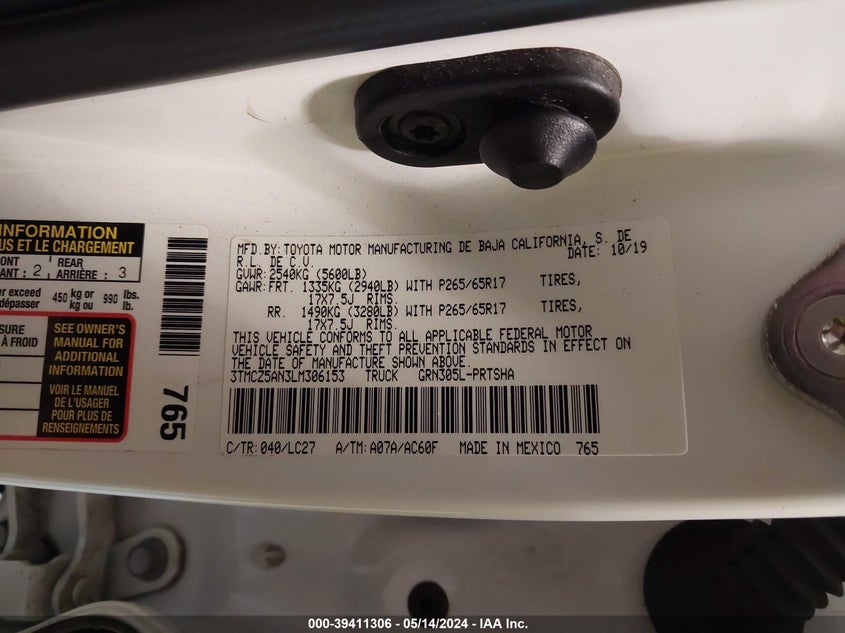 INFORMATION
US ET LE CHARGEMENT
ONT
ANT : 2
REAR
ARRIÈRE : 3
er exceed
dépasser
450 kg or
kg ou
990 lbs.
lb.
SURE
À FROID
SEE OWNER'S
MANUAL FOR
ADDITIONAL
INFORMATION
VOIR LE MANUEL
DE L'USAGER
POUR PLUS DE
RENSEIGNEMENTS
765
MFD.BY: TOYOTA MOTOR MANUFACTURING DE BAJA CALIFORNIA, S. DE
R.L. DE C.V. DATE: 10/19
GVWR: 2540KG (5600LB)
GAWR: FRT. 1335KG (2940LB) WITH P265/65R17 TIRES,
17X7.5J RIMS.
RR. 1490KG (3280LB) WITH P265/65R17 TIRES,
17X7.5J RIMS.
THIS VEHICLE CONFORMS TO ALL APPLICABLE FEDERAL MOTOR
VEHICLE SAFETY AND THEFT PREVENTION STANDARDS IN EFFECT ON
THE DATE OF MANUFACTURE SHOWN ABOVE.
3TMCZ5AN3LM306153 TRUCK GRN305L-PRTSHA
C/TR: 040/LC27 A/TM: A07A/AC60F MADE IN MEXICO 765
000-39411306 - 05/14/2024 - IAA Inc.